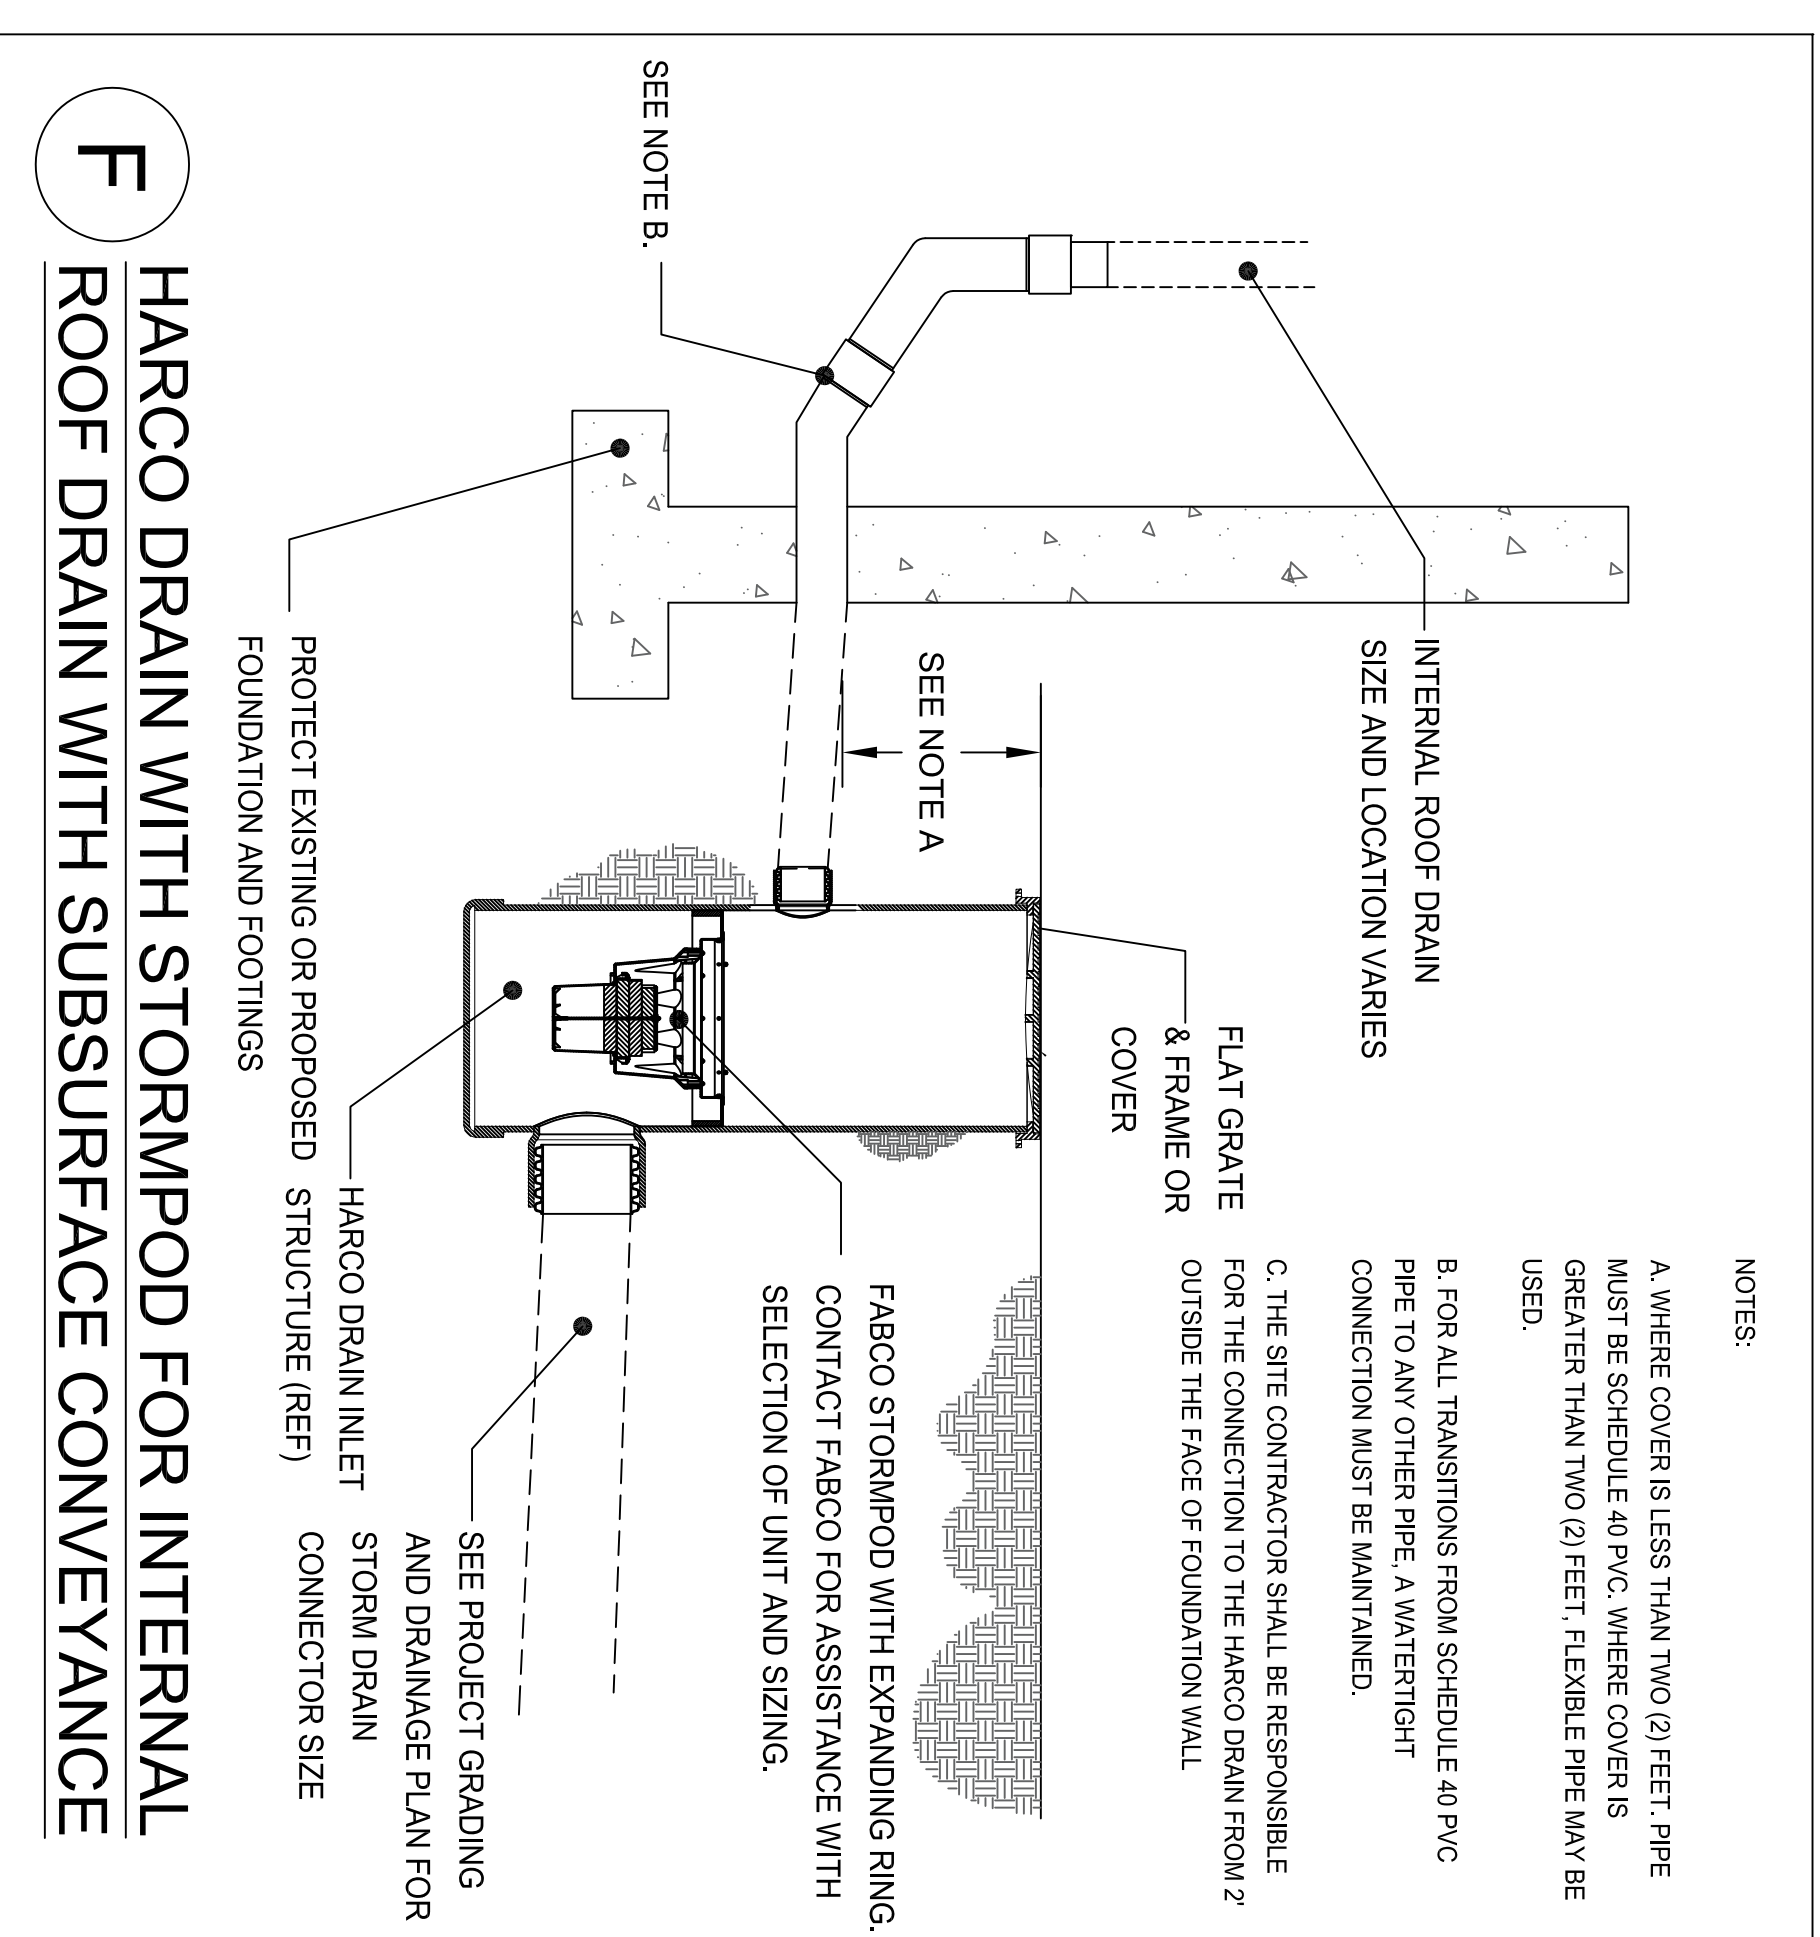 NOTES:
A. WHERE COVER IS LESS THAN TWO (2) FEET. PIPE
MUST BE SCHEDULE 40 PVC. WHERE COVER IS
GREATER THAN TWO (2) FEET, FLEXIBLE PIPE MAY BE
USED.
B. FOR ALL TRANSITIONS FROM SCHEDULE 40 PVC
PIPE TO ANY OTHER PIPE, A WATERTIGHT
CONNECTION MUST BE MAINTAINED.
C. THE SITE CONTRACTOR SHALL BE RESPONSIBLE
FOR THE CONNECTION TO THE HARCO DRAIN FROM 2'
OUTSIDE THE FACE OF FOUNDATION WALL
INTERNAL ROOF DRAIN
SIZE AND LOCATION VARIES
FLAT GRATE
& FRAME OR
COVER
SEE NOTE A
SEE NOTE B.
FABCO STORMPOD WITH EXPANDING RING.
CONTACT FABCO FOR ASSISTANCE WITH
SELECTION OF UNIT AND SIZING.
SEE PROJECT GRADING
AND DRAINAGE PLAN FOR
STORM DRAIN
CONNECTOR SIZE
HARCO DRAIN INLET
STRUCTURE (REF)
PROTECT EXISTING OR PROPOSED
FOUNDATION AND FOOTINGS
F
HARCO DRAIN WITH STORMPOD FOR INTERNAL
ROOF DRAIN WITH SUBSURFACE CONVEYANCE